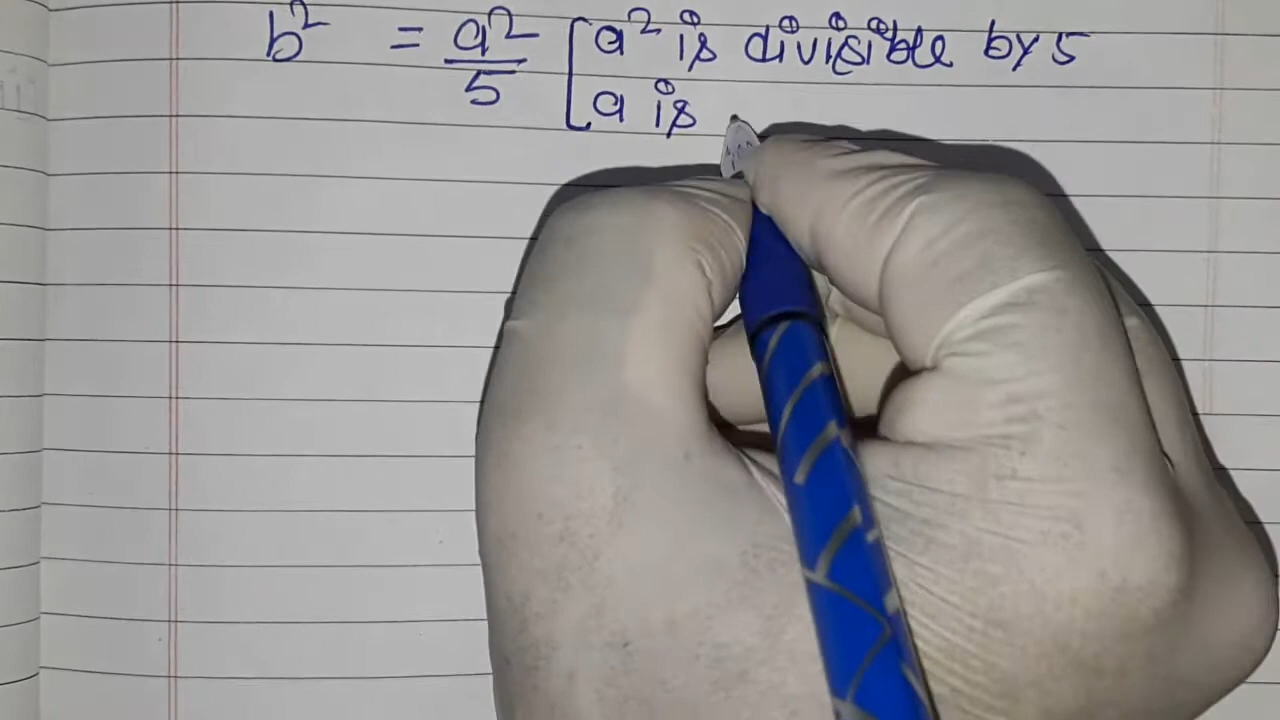 b² = a²/5 [a² is divisible by 5
a is